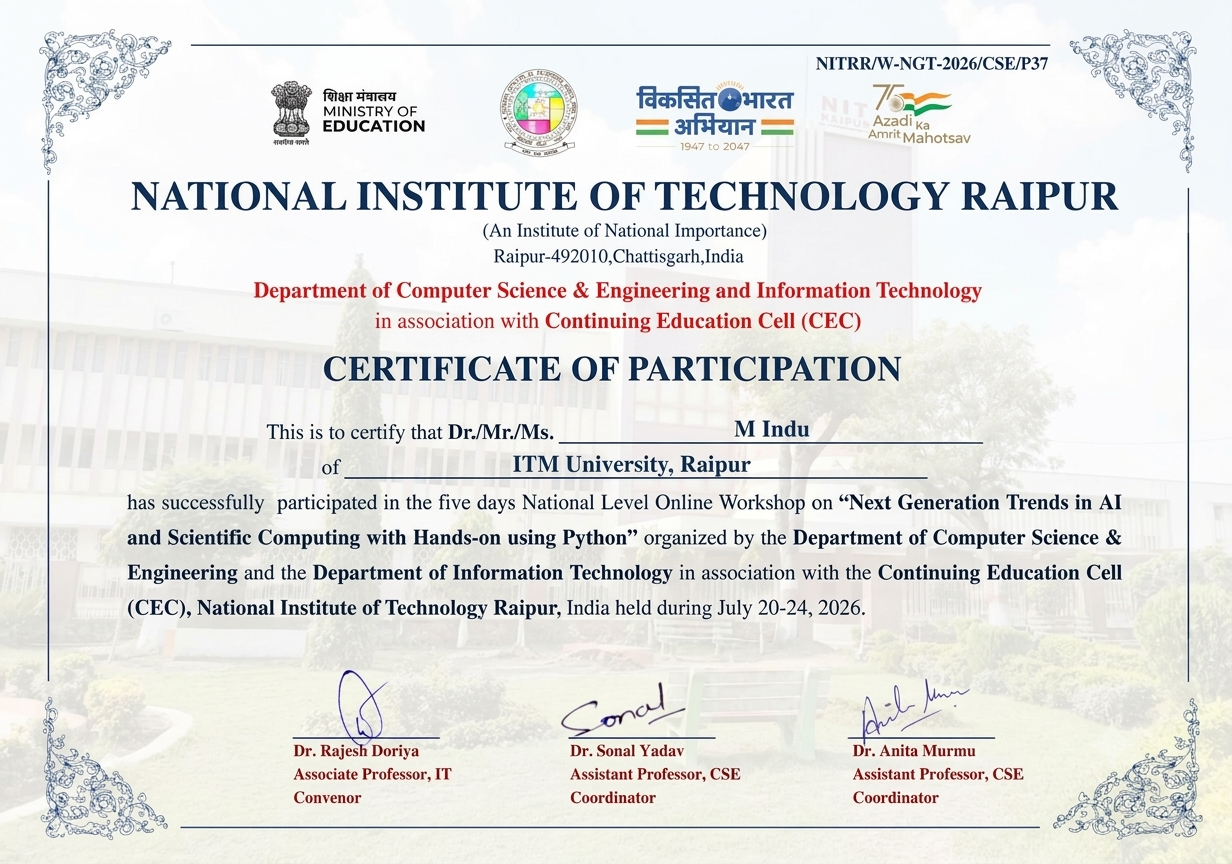 NITRR/W-NGT-2026/CSE/P37
शिक्षा मंत्रालय
MINISTRY OF
EDUCATION
सत्यमेव जयते
विकसित भारत
अभियान
1947 to 2047
75
Azadi Ka
Amrit Mahotsav
NIT
RAIPUR
NATIONAL INSTITUTE OF TECHNOLOGY RAIPUR
(An Institute of National Importance)
Raipur-492010,Chattisgarh,India
Department of Computer Science & Engineering and Information Technology
in association with Continuing Education Cell (CEC)
CERTIFICATE OF PARTICIPATION
This is to certify that Dr./Mr./Ms. M Indu
of ITM University, Raipur
has successfully participated in the five days National Level Online Workshop on “Next Generation Trends in AI
and Scientific Computing with Hands-on using Python” organized by the Department of Computer Science &
Engineering and the Department of Information Technology in association with the Continuing Education Cell
(CEC), National Institute of Technology Raipur, India held during July 20-24, 2026.
Sonal
Dr. Rajesh Doriya
Associate Professor, IT
Convenor
Dr. Sonal Yadav
Assistant Professor, CSE
Coordinator
Dr. Anita Murmu
Assistant Professor, CSE
Coordinator